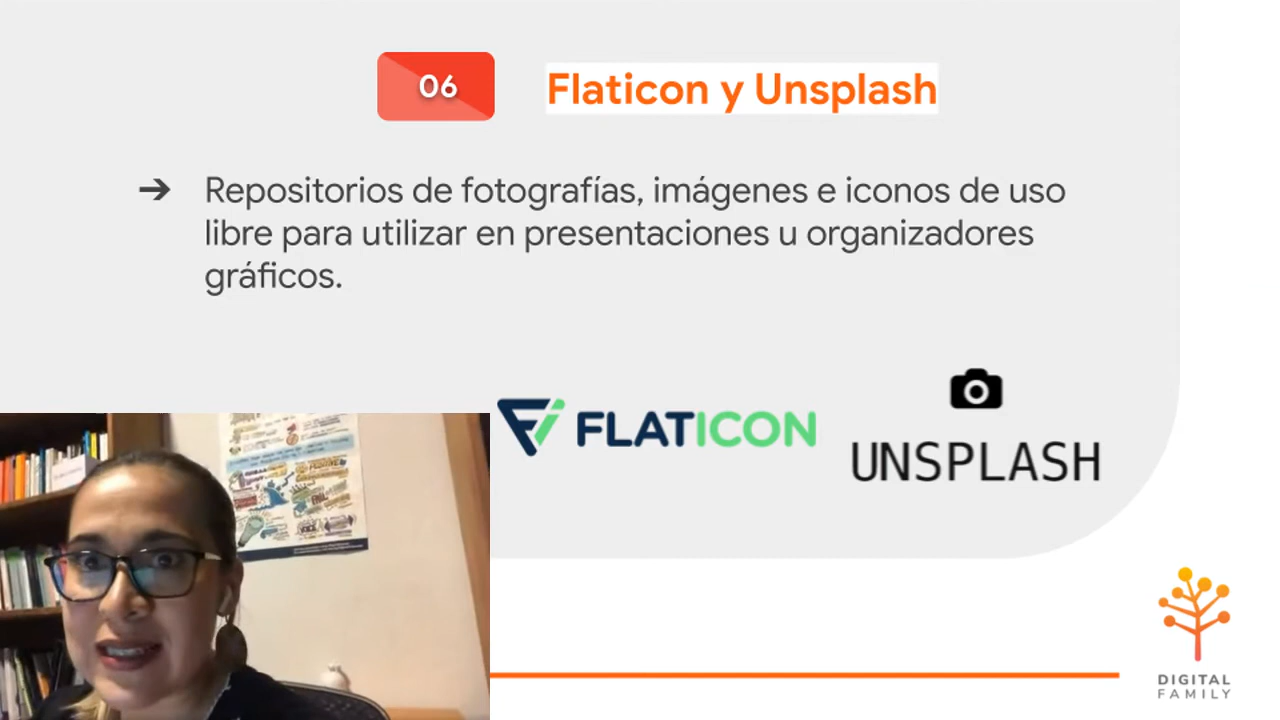 06
Flaticon y Unsplash
➔ Repositorios de fotografías, imágenes e iconos de uso
libre para utilizar en presentaciones u organizadores
gráficos.
FLATICON
UNSPLASH
DIGITAL
FAMILY